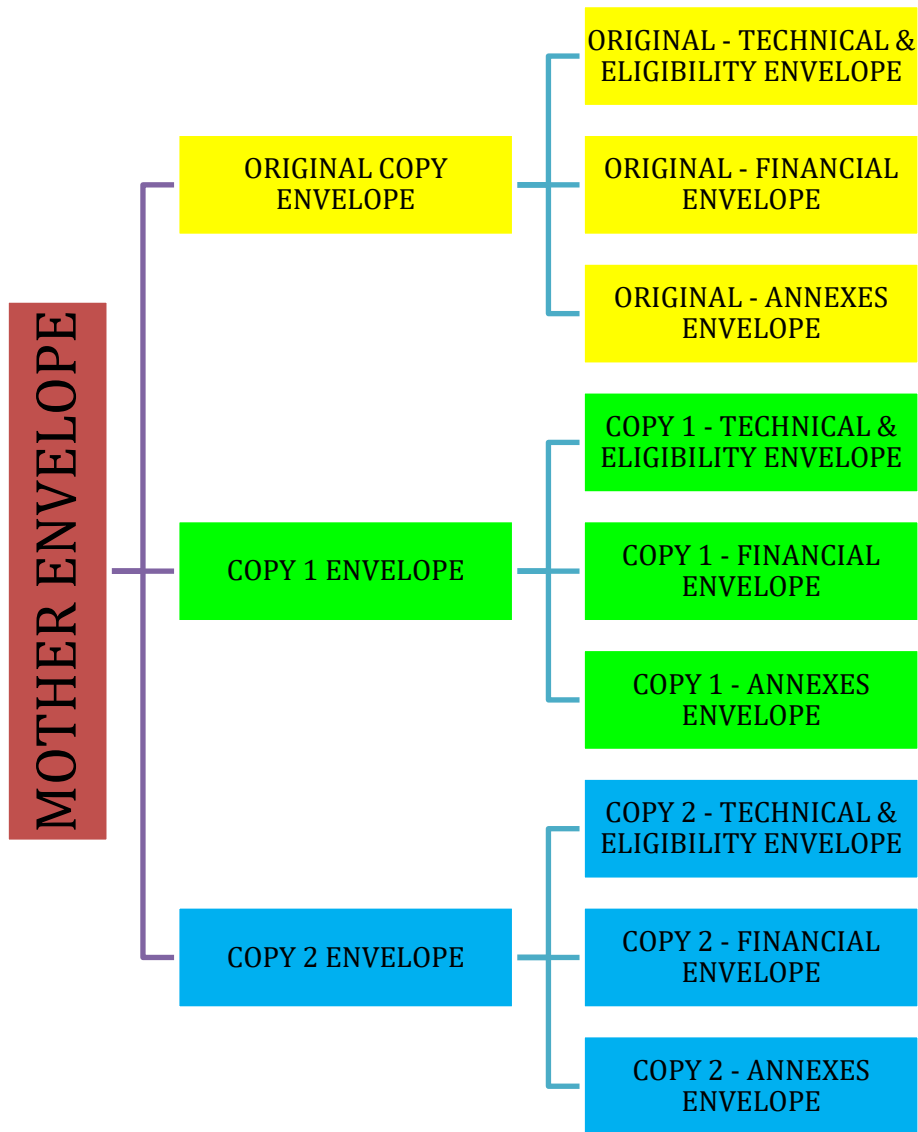 MOTHER ENVELOPE
ORIGINAL COPY
ENVELOPE
ORIGINAL - TECHNICAL &
ELIGIBILITY ENVELOPE
ORIGINAL - FINANCIAL
ENVELOPE
ORIGINAL - ANNEXES
ENVELOPE
COPY 1 ENVELOPE
COPY 1 - TECHNICAL &
ELIGIBILITY ENVELOPE
COPY 1 - FINANCIAL
ENVELOPE
COPY 1 - ANNEXES
ENVELOPE
COPY 2 ENVELOPE
COPY 2 - TECHNICAL &
ELIGIBILITY ENVELOPE
COPY 2 - FINANCIAL
ENVELOPE
COPY 2 - ANNEXES
ENVELOPE